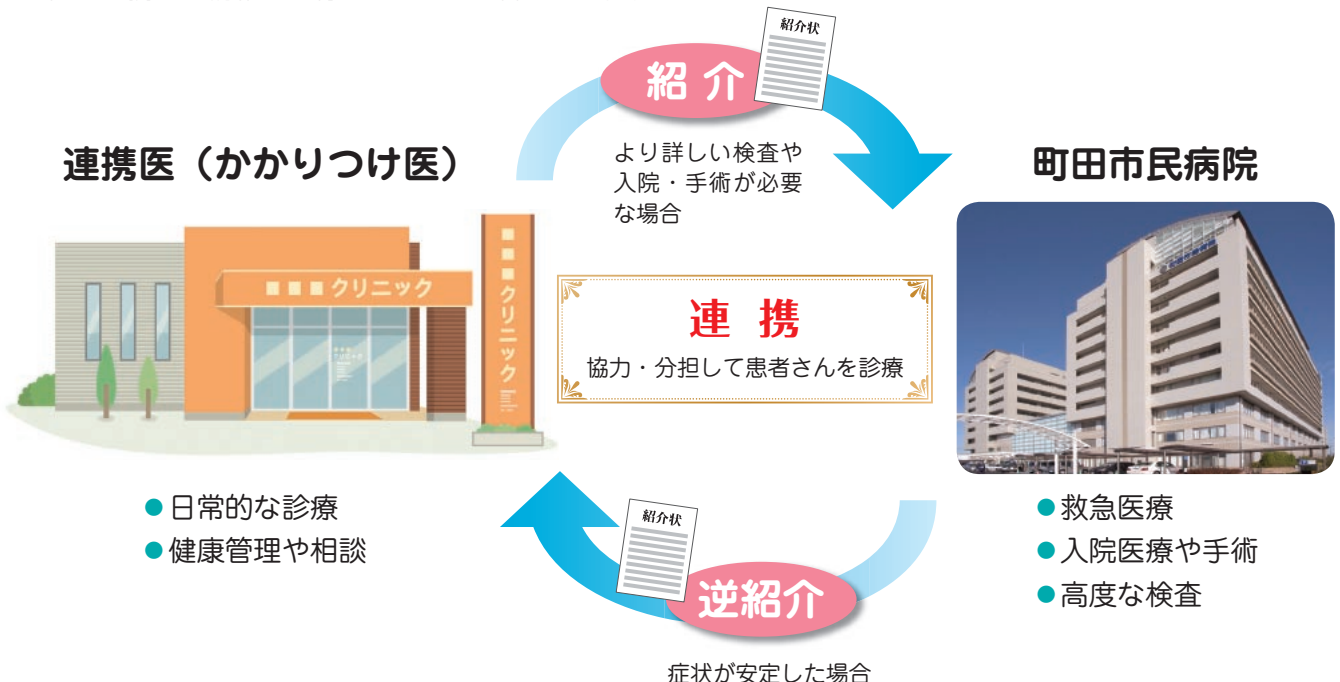 紹介状
紹 介
より詳しい検査や
入院・手術が必要
な場合
連携医（かかりつけ医）
町田市民病院
■■■クリニック
■■■クリニック
連 携
協力・分担して患者さんを診療
●日常的な診療
●健康管理や相談
●救急医療
●入院医療や手術
●高度な検査
紹介状
逆紹介
症状が安定した場合